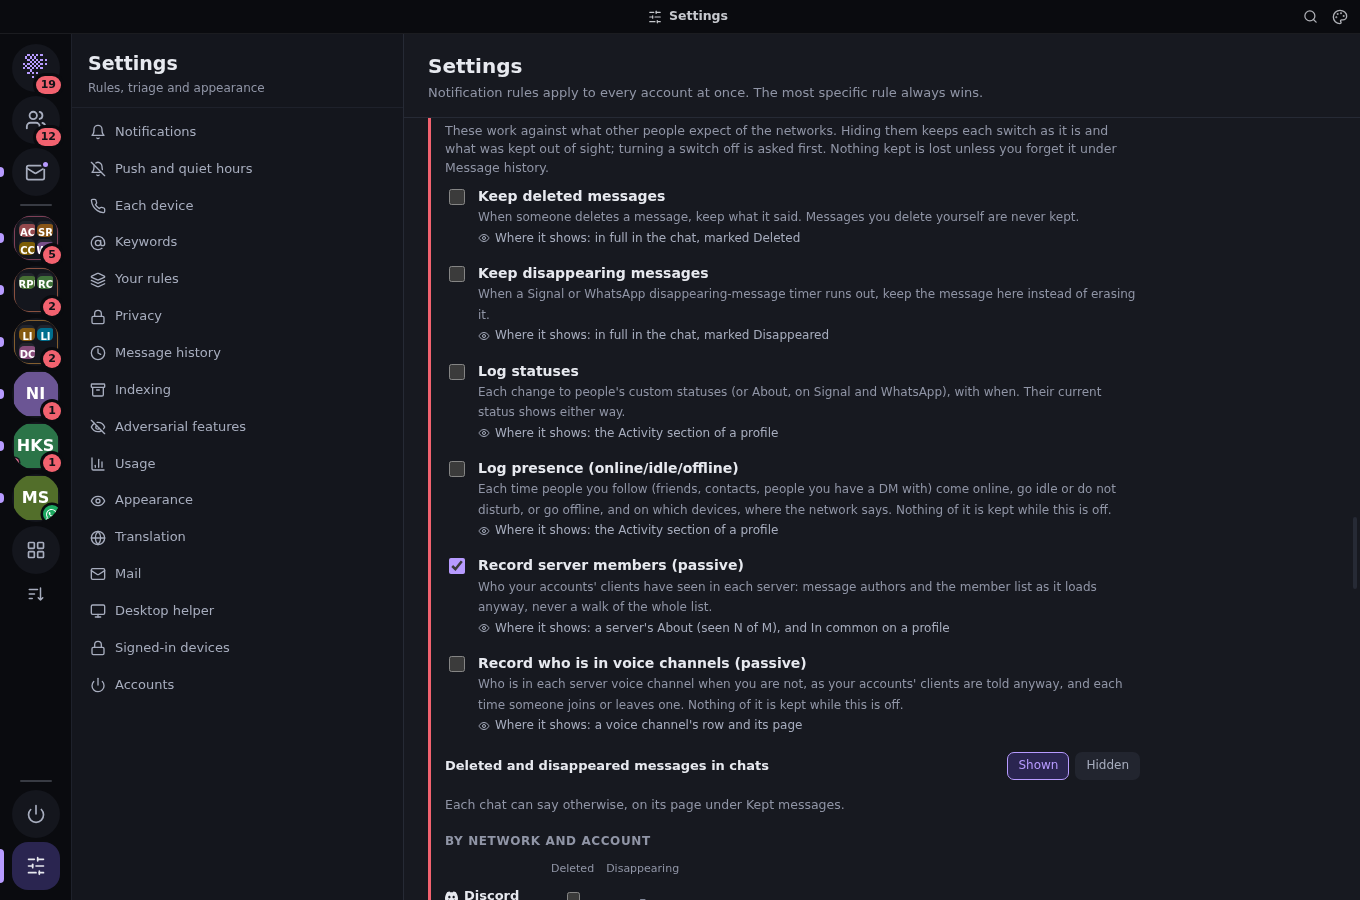 Settings
19
12
AC SR
CC
5
RP RC
2
LI LI
DC
2
NI
1
HKS
1
MS
Settings
Rules, triage and appearance
Notifications
Push and quiet hours
Each device
Keywords
Your rules
Privacy
Message history
Indexing
Adversarial features
Usage
Appearance
Translation
Mail
Desktop helper
Signed-in devices
Accounts
Settings
Notification rules apply to every account at once. The most specific rule always wins.
These work against what other people expect of the networks. Hiding them keeps each switch as it is and
what was kept out of sight; turning a switch off is asked first. Nothing kept is lost unless you forget it under
Message history.
Keep deleted messages
When someone deletes a message, keep what it said. Messages you delete yourself are never kept.
Where it shows: in full in the chat, marked Deleted
Keep disappearing messages
When a Signal or WhatsApp disappearing-message timer runs out, keep the message here instead of erasing
it.
Where it shows: in full in the chat, marked Disappeared
Log statuses
Each change to people's custom statuses (or About, on Signal and WhatsApp), with when. Their current
status shows either way.
Where it shows: the Activity section of a profile
Log presence (online/idle/offline)
Each time people you follow (friends, contacts, people you have a DM with) come online, go idle or do not
disturb, or go offline, and on which devices, where the network says. Nothing of it is kept while this is off.
Where it shows: the Activity section of a profile
Record server members (passive)
Who your accounts' clients have seen in each server: message authors and the member list as it loads
anyway, never a walk of the whole list.
Where it shows: a server's About (seen N of M), and In common on a profile
Record who is in voice channels (passive)
Who is in each server voice channel when you are not, as your accounts' clients are told anyway, and each
time someone joins or leaves one. Nothing of it is kept while this is off.
Where it shows: a voice channel's row and its page
Deleted and disappeared messages in chats
Shown Hidden
Each chat can say otherwise, on its page under Kept messages.
BY NETWORK AND ACCOUNT
Deleted Disappearing
Discord